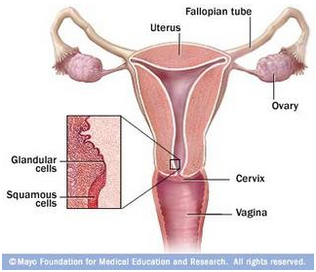 Fallopian tube
Uterus
Ovary
Glandular
cells
Squamous
cells
Cervix
Vagina
©Mayo Foundation for Medical Education and Research. All rights reserved.